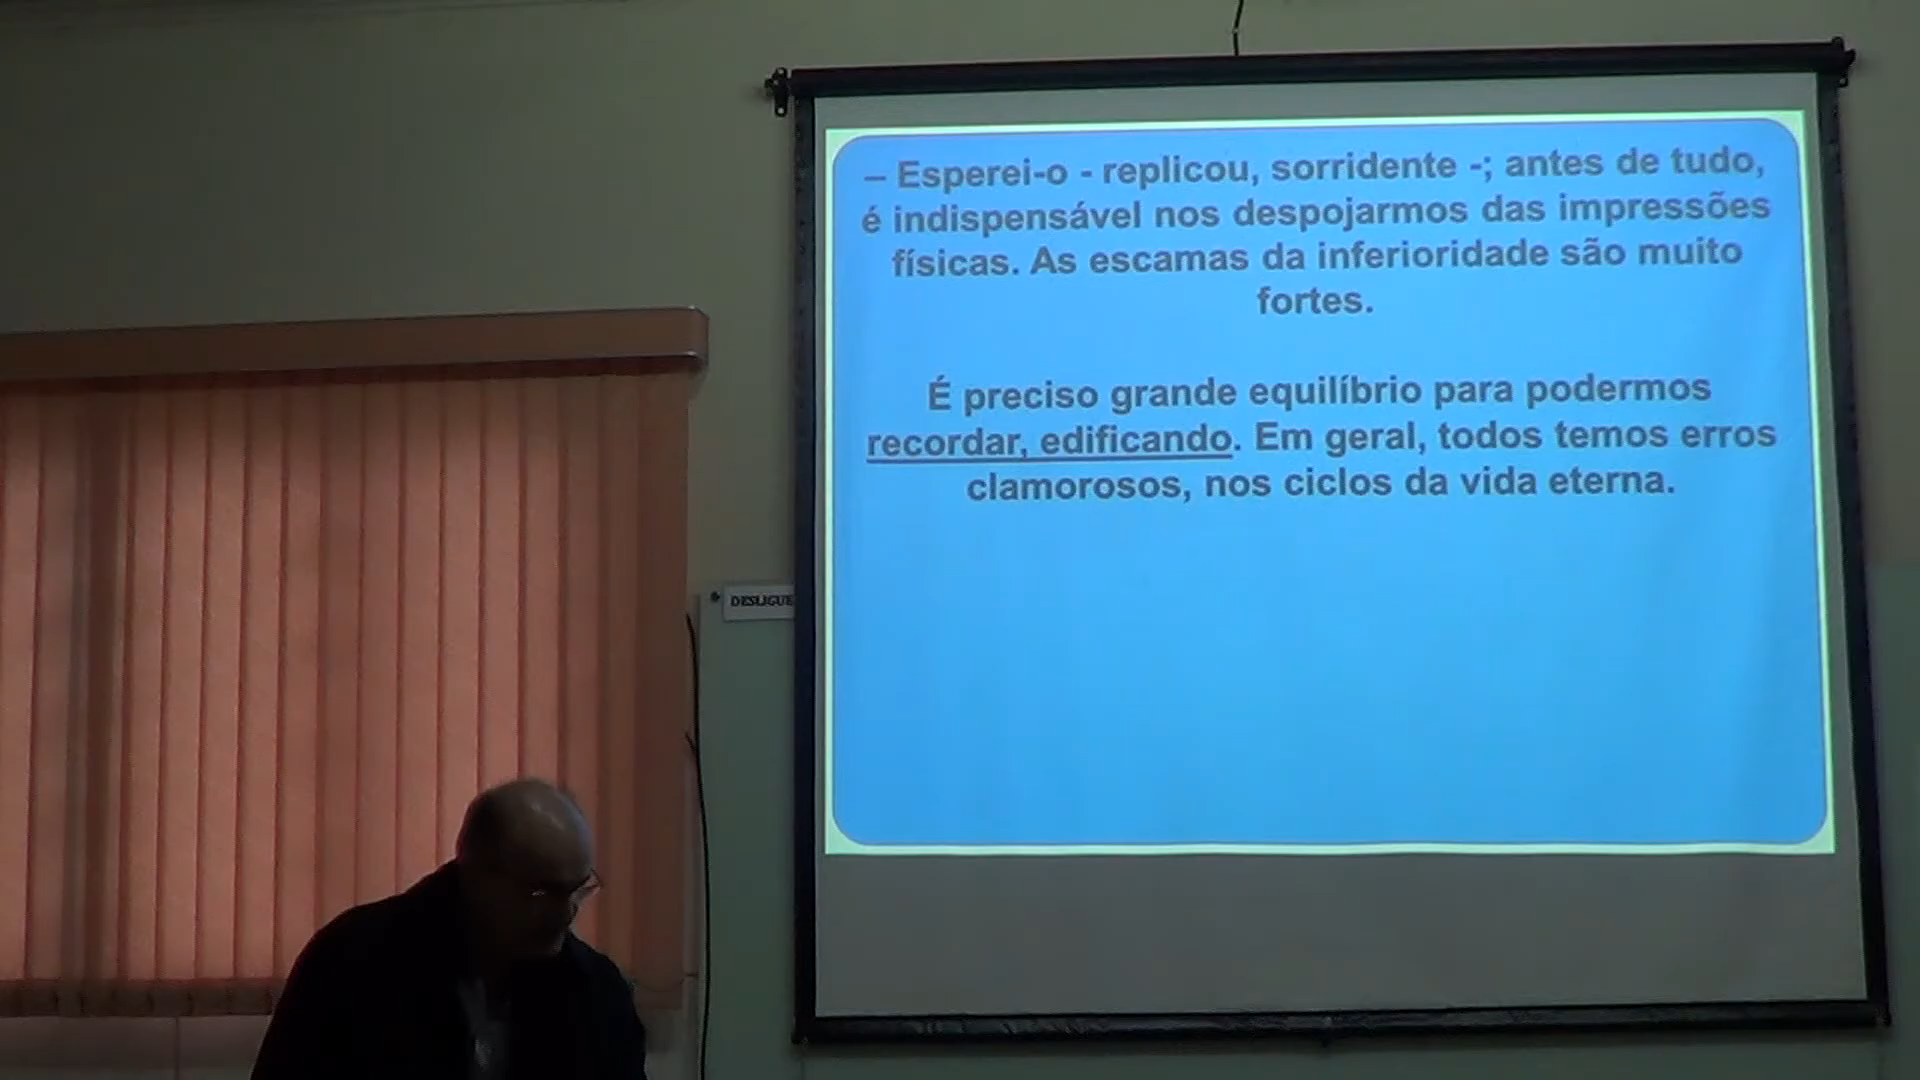 – Esperei-o - replicou, sorridente -; antes de tudo,
é indispensável nos despojarmos das impressões
físicas. As escamas da inferioridade são muito
fortes.
É preciso grande equilíbrio para podermos
recordar, edificando. Em geral, todos temos erros
clamorosos, nos ciclos da vida eterna.
DESLIGUE